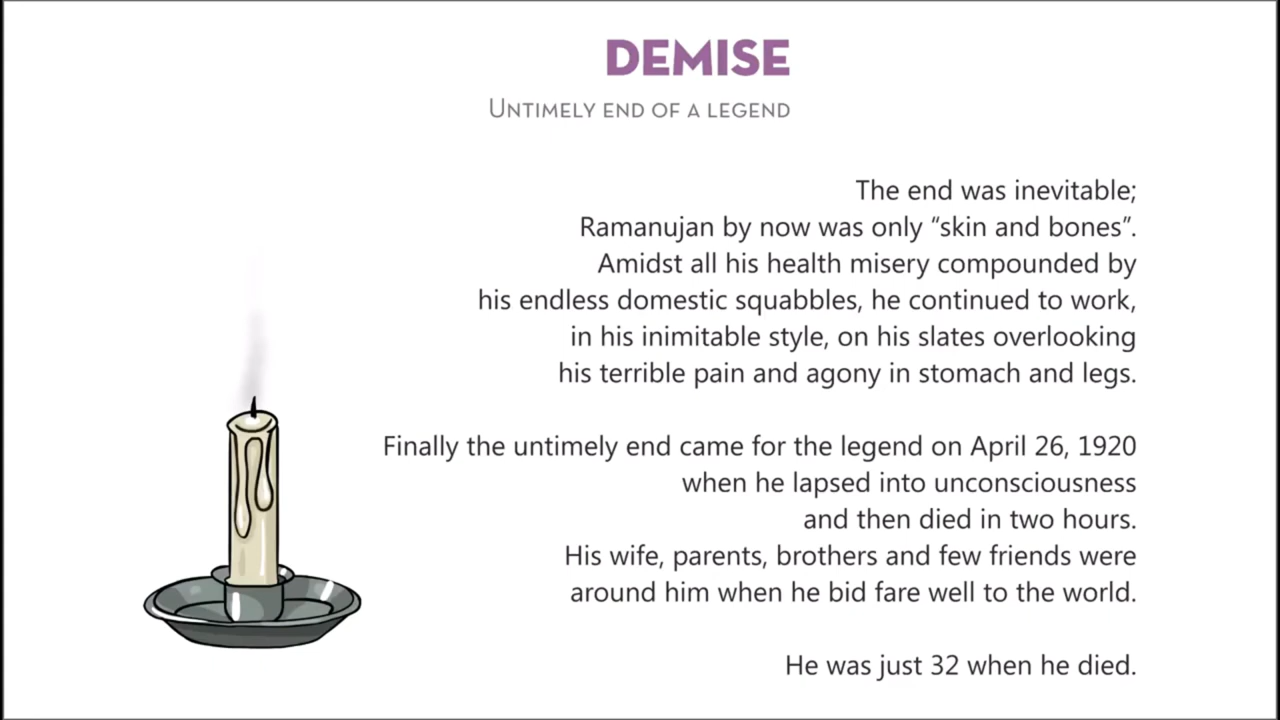 DEMISE
Untimely end of a legend
The end was inevitable;
Ramanujan by now was only “skin and bones”.
Amidst all his health misery compounded by
his endless domestic squabbles, he continued to work,
in his inimitable style, on his slates overlooking
his terrible pain and agony in stomach and legs.
Finally the untimely end came for the legend on April 26, 1920
when he lapsed into unconsciousness
and then died in two hours.
His wife, parents, brothers and few friends were
around him when he bid fare well to the world.
He was just 32 when he died.